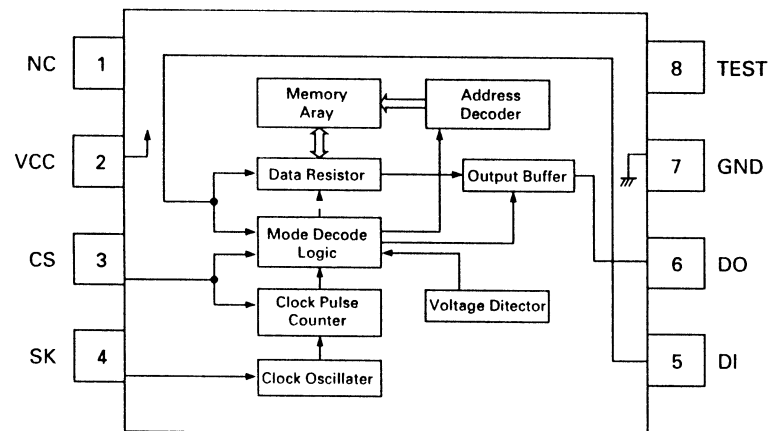 NC 1
VCC 2
CS 3
SK 4
Memory
Aray
Address
Decoder
Data Resistor
Output Buffer
Mode Decode
Logic
Clock Pulse
Counter
Voltage Ditector
Clock Oscillater
8 TEST
7 GND
6 DO
5 DI